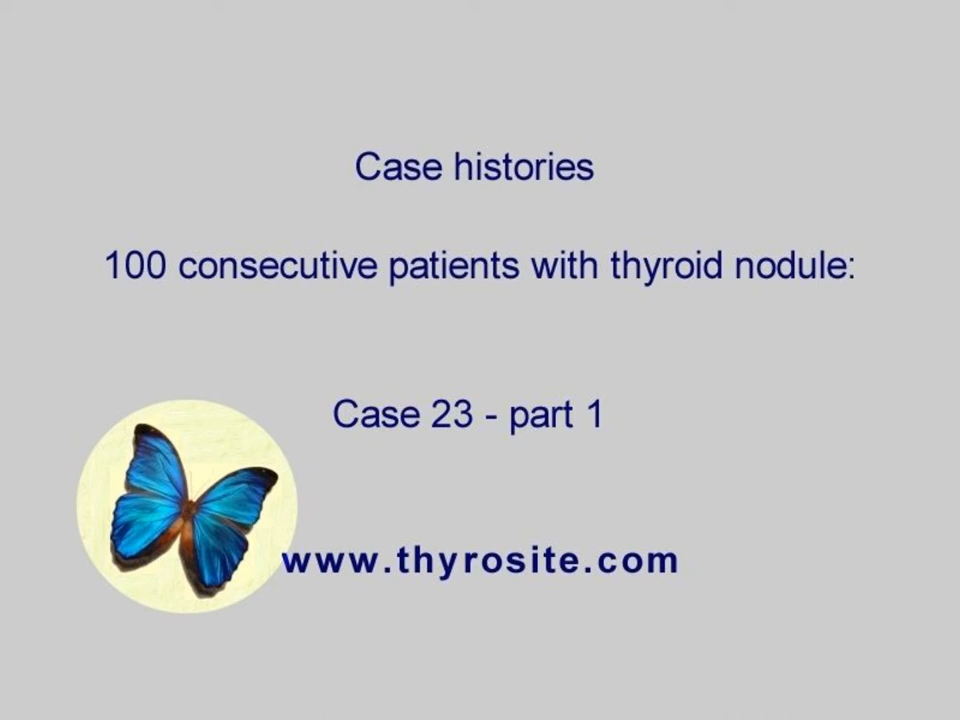 Case histories
100 consecutive patients with thyroid nodule:
Case 23 - part 1
www.thyrosite.com